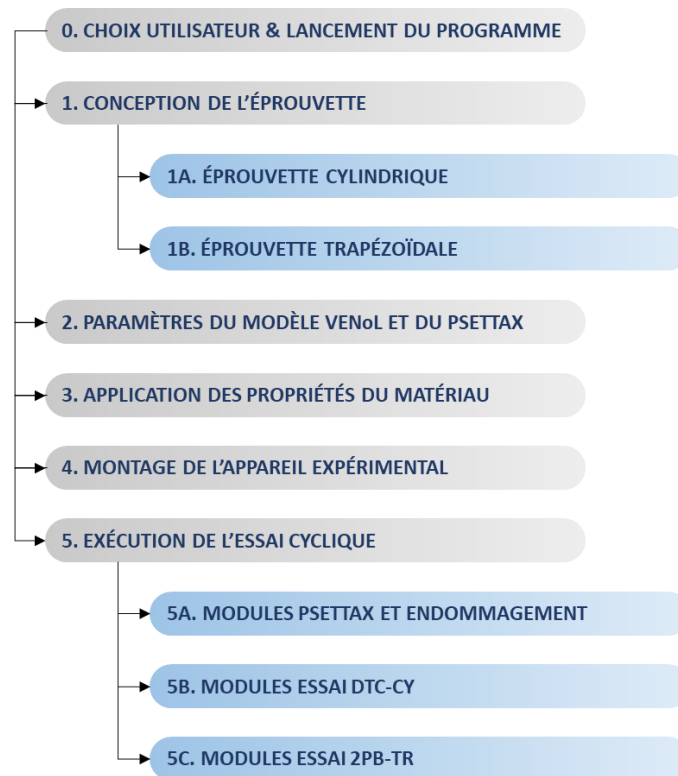 0. CHOIX UTILISATEUR & LANCEMENT DU PROGRAMME
1. CONCEPTION DE L'ÉPROUVETTE
1A. ÉPROUVETTE CYLINDRIQUE
1B. ÉPROUVETTE TRAPÉZOÏDALE
2. PARAMÈTRES DU MODÈLE VENoL ET DU PSETTAX
3. APPLICATION DES PROPRIÉTÉS DU MATÉRIAU
4. MONTAGE DE L'APPAREIL EXPÉRIMENTAL
5. EXÉCUTION DE L'ESSAI CYCLIQUE
5A. MODULES PSETTAX ET ENDOMMAGEMENT
5B. MODULES ESSAI DTC-CY
5C. MODULES ESSAI 2PB-TR